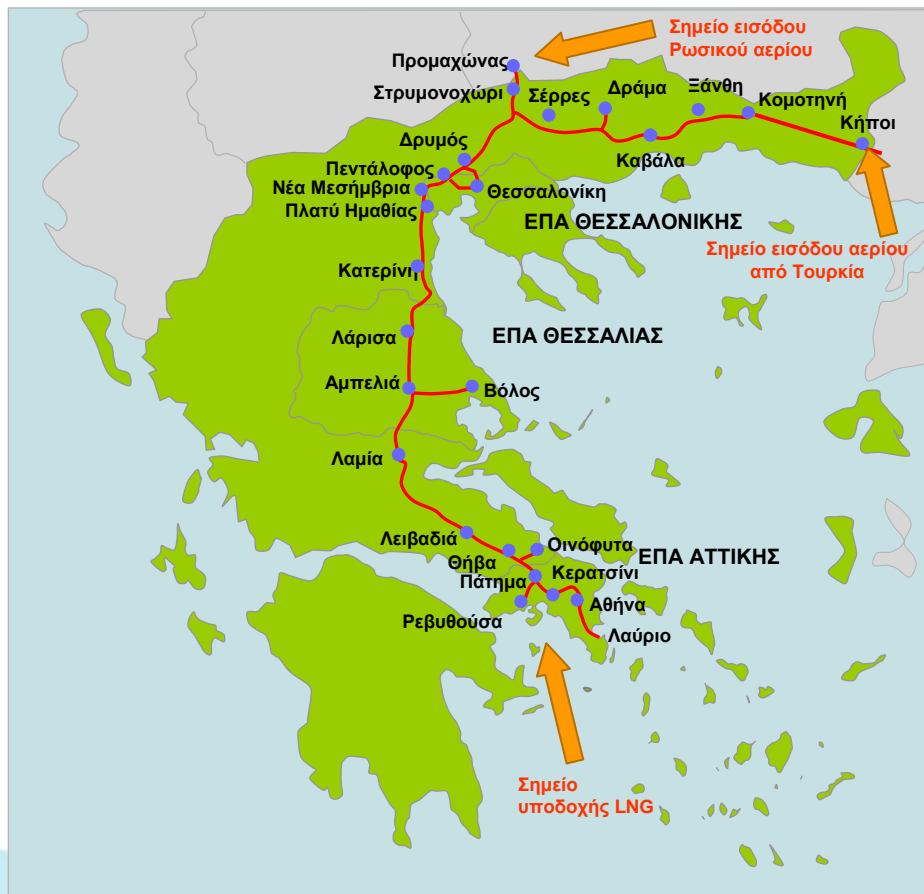 Σημείο εισόδου
Ρωσικού αερίου
Προμαχώνας
Στρυμονοχώρι
Σέρρες
Δράμα
Ξάνθη
Κομοτηνή
Κήποι
Δρυμός
Καβάλα
Πεντάλοφος
Νέα Μεσήμβρια
Θεσσαλονίκη
Πλατύ Ημαθίας
ΕΠΑ ΘΕΣΣΑΛΟΝΙΚΗΣ
Σημείο εισόδου αερίου
από Τουρκία
Κατερίνη
Λάρισα
ΕΠΑ ΘΕΣΣΑΛΙΑΣ
Αμπελιά
Βόλος
Λαμία
Λειβαδιά
Οινόφυτα
ΕΠΑ ΑΤΤΙΚΗΣ
Θήβα
Κερατσίνι
Πάτημα
Αθήνα
Ρεβυθούσα
Λαύριο
Σημείο
υποδοχής LNG